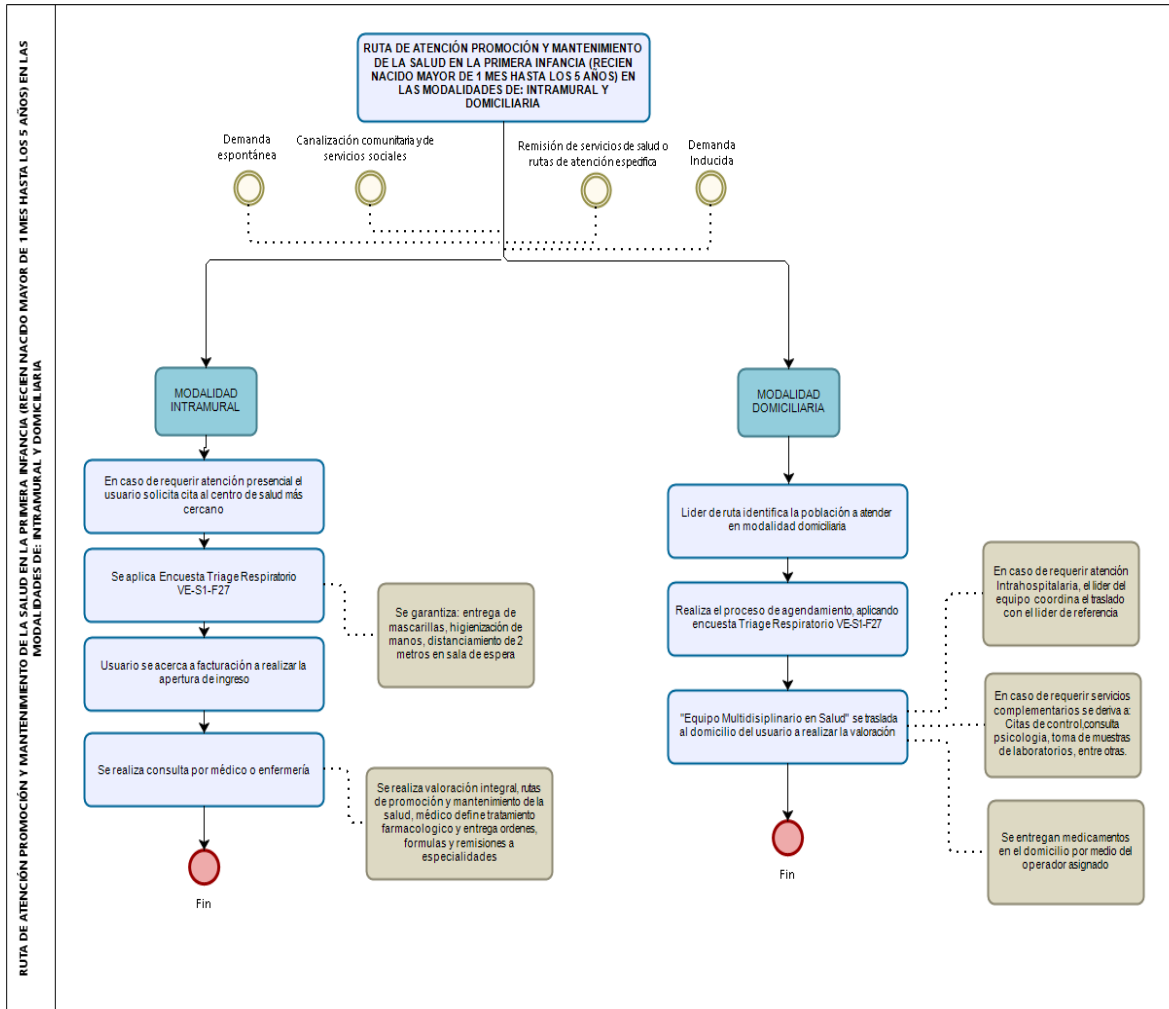 RUTA DE ATENCIÓN PROMOCIÓN Y MANTENIMIENTO DE LA SALUD EN LA PRIMERA INFANCIA (RECIEN NACIDO MAYOR DE 1 MES HASTA LOS 5 AÑOS) EN LAS
MODALIDADES DE: INTRAMURAL Y DOMICILIARIA
RUTA DE ATENCIÓN PROMOCIÓN Y MANTENIMIENTO
DE LA SALUD EN LA PRIMERA INFANCIA (RECIEN
NACIDO MAYOR DE 1 MES HASTA LOS 5 AÑOS) EN
LAS MODALIDADES DE: INTRAMURAL Y
DOMICILIARIA
Demanda
espontánea
Canalización comunitaria y de
servicios sociales
Remisión de servicios de salud o
rutas de atención especifica
Demanda
Inducida
MODALIDAD
INTRAMURAL
En caso de requerir atención presencial el
usuario solicita cita al centro de salud más
cercano
Se aplica Encuesta Triage Respiratorio
VE-S1-F27
Se garantiza: entrega de
mascarillas, higienización de
manos, distanciamiento de 2
metros en sala de espera
Usuario se acerca a facturación a realizar la
apertura de ingreso
Se realiza consulta por médico o enfermería
Se realiza valoración integral, rutas
de promoción y mantenimiento de la
salud, médico define tratamiento
farmacologico y entrega ordenes,
formulas y remisiones a
especialidades
Fin
MODALIDAD
DOMICILIARIA
Lider de ruta identifica la población a atender
en modalidad domiciliaria
Realiza el proceso de agendamiento, aplicando
encuesta Triage Respiratorio VE-S1-F27
"Equipo Multidisiplinario en Salud" se traslada
al domicilio del usuario a realizar la valoración
En caso de requerir atención
Intrahospitalaria, el lider del
equipo coordina el traslado
con el lider de referencia
En caso de requerir servicios
complementarios se deriva a:
Citas de control,consulta
psicologia, toma de muestras
de laboratorios, entre otras.
Se entregan medicamentos
en el domicilio por medio del
operador asignado
Fin